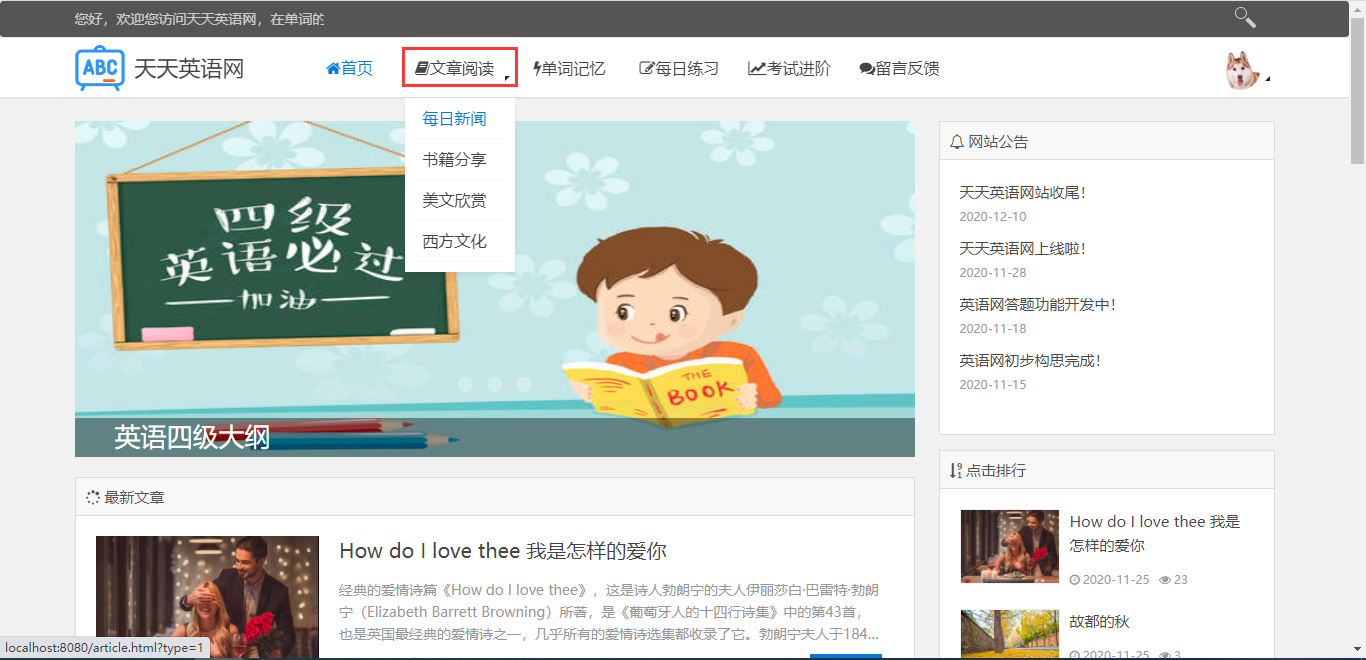 您好，欢迎您访问天天英语网，在单词的
ABC 天天英语网
首页 文章阅读 单词记忆 每日练习 考试进阶 留言反馈
每日新闻
书籍分享
美文欣赏
西方文化
四级
英语必过
加油
THE
BOOK
英语四级大纲
网站公告
天天英语网站收尾！
2020-12-10
天天英语网上线啦！
2020-11-28
英语网答题功能开发中！
2020-11-18
英语网初步构思完成！
2020-11-15
最新文章
How do I love thee 我是怎样的爱你
经典的爱情诗篇《How do I love thee》，这是诗人勃朗宁的夫人伊丽莎白·巴雷特·勃朗
宁（Elizabeth Barrett Browning）所著，是《葡萄牙人的十四行诗集》中的第43首，
也是英国最经典的爱情诗之一，几乎所有的爱情诗选集都收录了它。勃朗宁夫人于184...
点击排行
How do I love thee 我是
怎样的爱你
2020-11-25 23
故都的秋
2020-11-25 3
localhost:8080/article.html?type=1